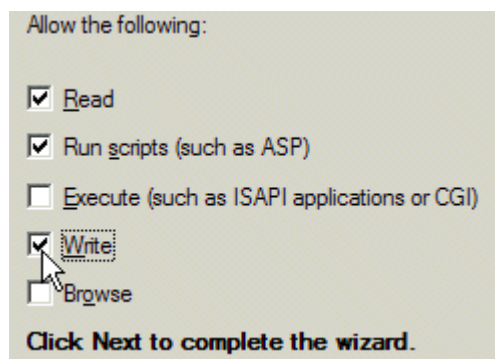 Allow the following:
Read
Run scripts (such as ASP)
Execute (such as ISAPI applications or CGI)
Write
Browse
Click Next to complete the wizard.